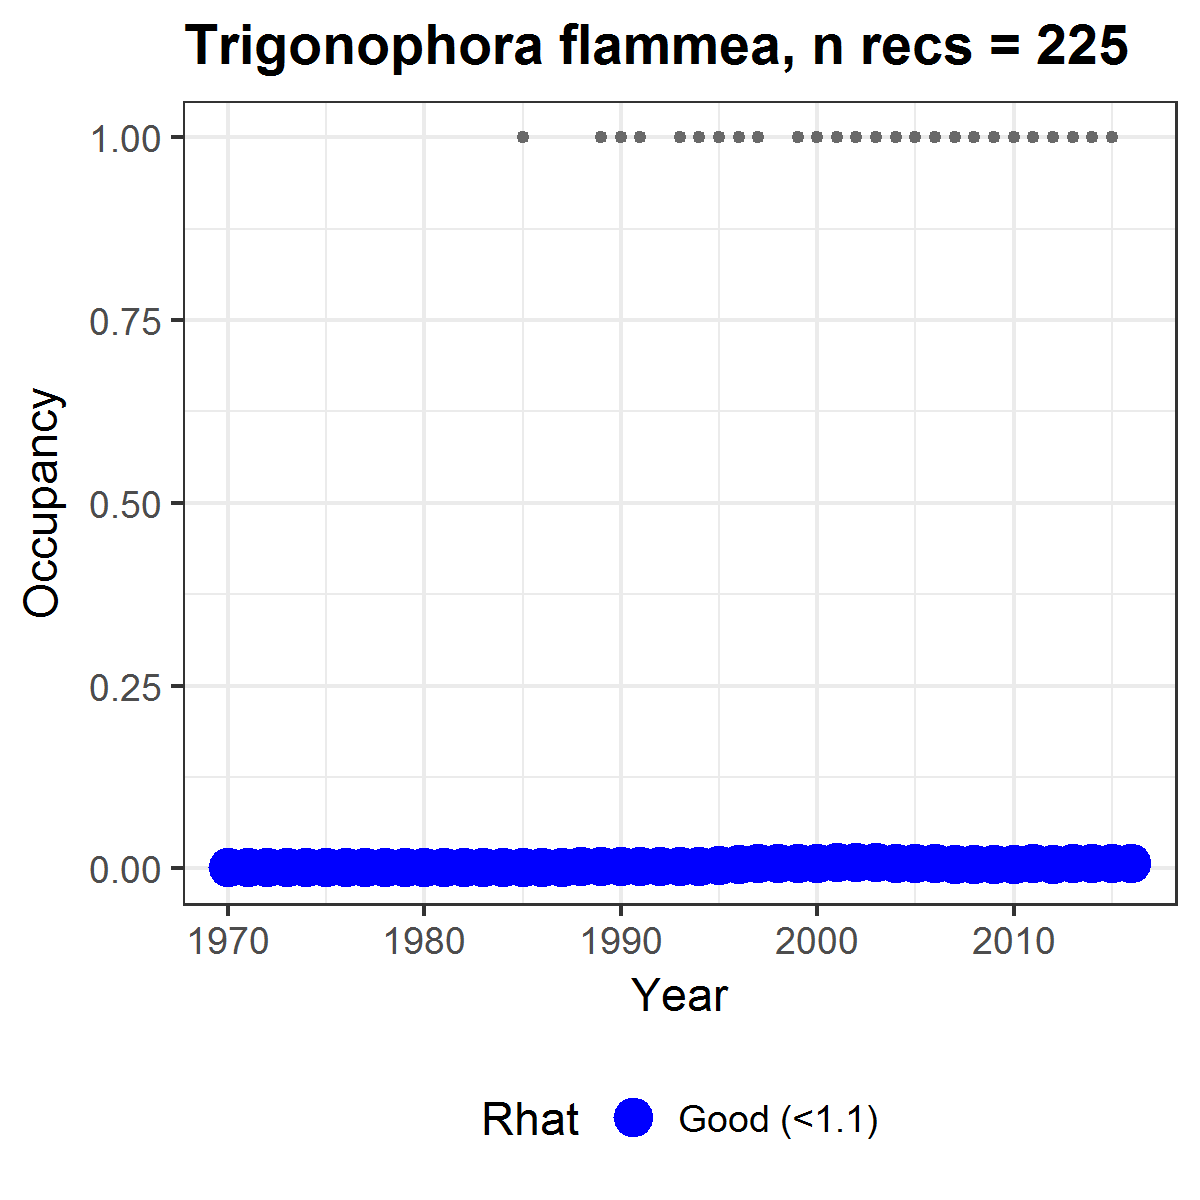 Trigonophora flammea, n recs = 225
1.00
0.75
0.50
0.25
0.00
Occupancy
1970 1980 1990 2000 2010
Year
Rhat Good (<1.1)